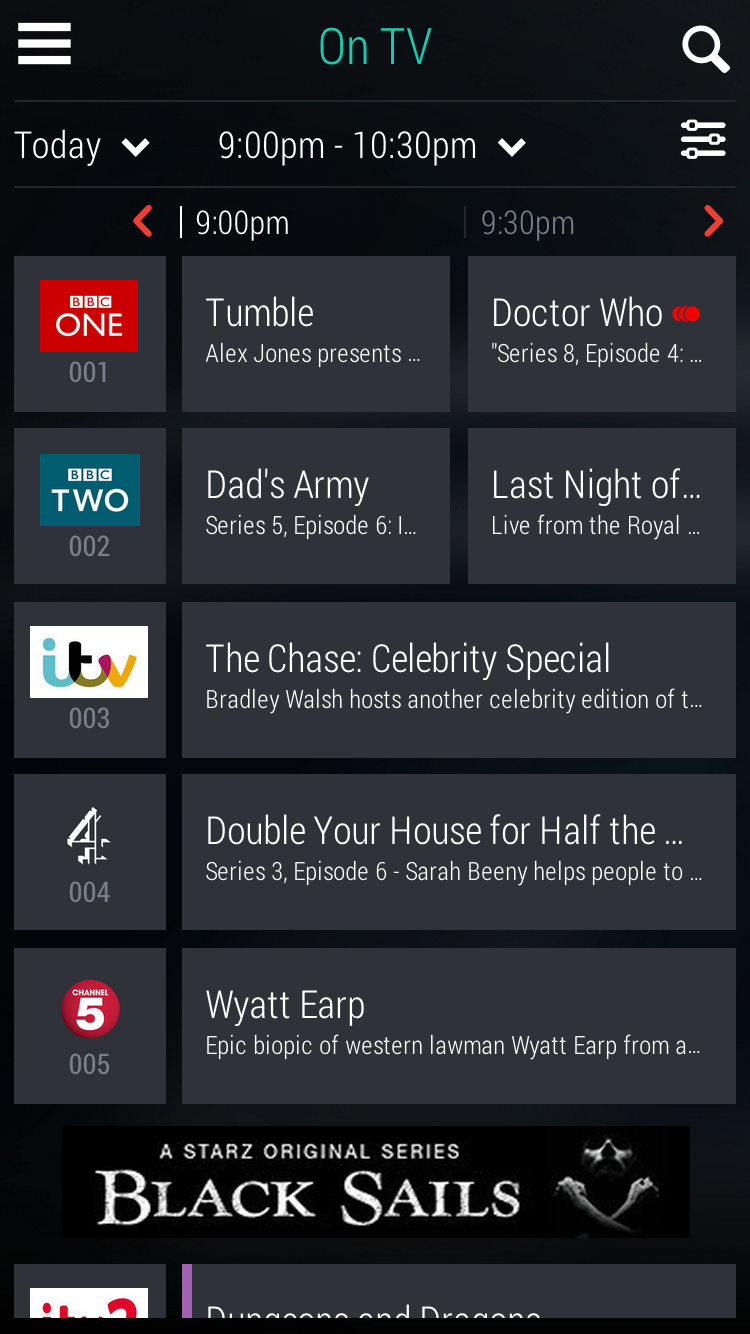 On TV
Today
9:00pm - 10:30pm
9:00pm
9:30pm
BBC
ONE
001
Tumble
Alex Jones presents ...
Doctor Who
"Series 8, Episode 4: ...
BBC
TWO
002
Dad's Army
Series 5, Episode 6: I...
Last Night of...
Live from the Royal ...
itv
003
The Chase: Celebrity Special
Bradley Walsh hosts another celebrity edition of t...
4
004
Double Your House for Half the ...
Series 3, Episode 6 - Sarah Beeny helps people to ...
CHANNEL
5
005
Wyatt Earp
Epic biopic of western lawman Wyatt Earp from a...
A STARZ ORIGINAL SERIES
BLACK SAILS
itv2
Dungeons and Dragons